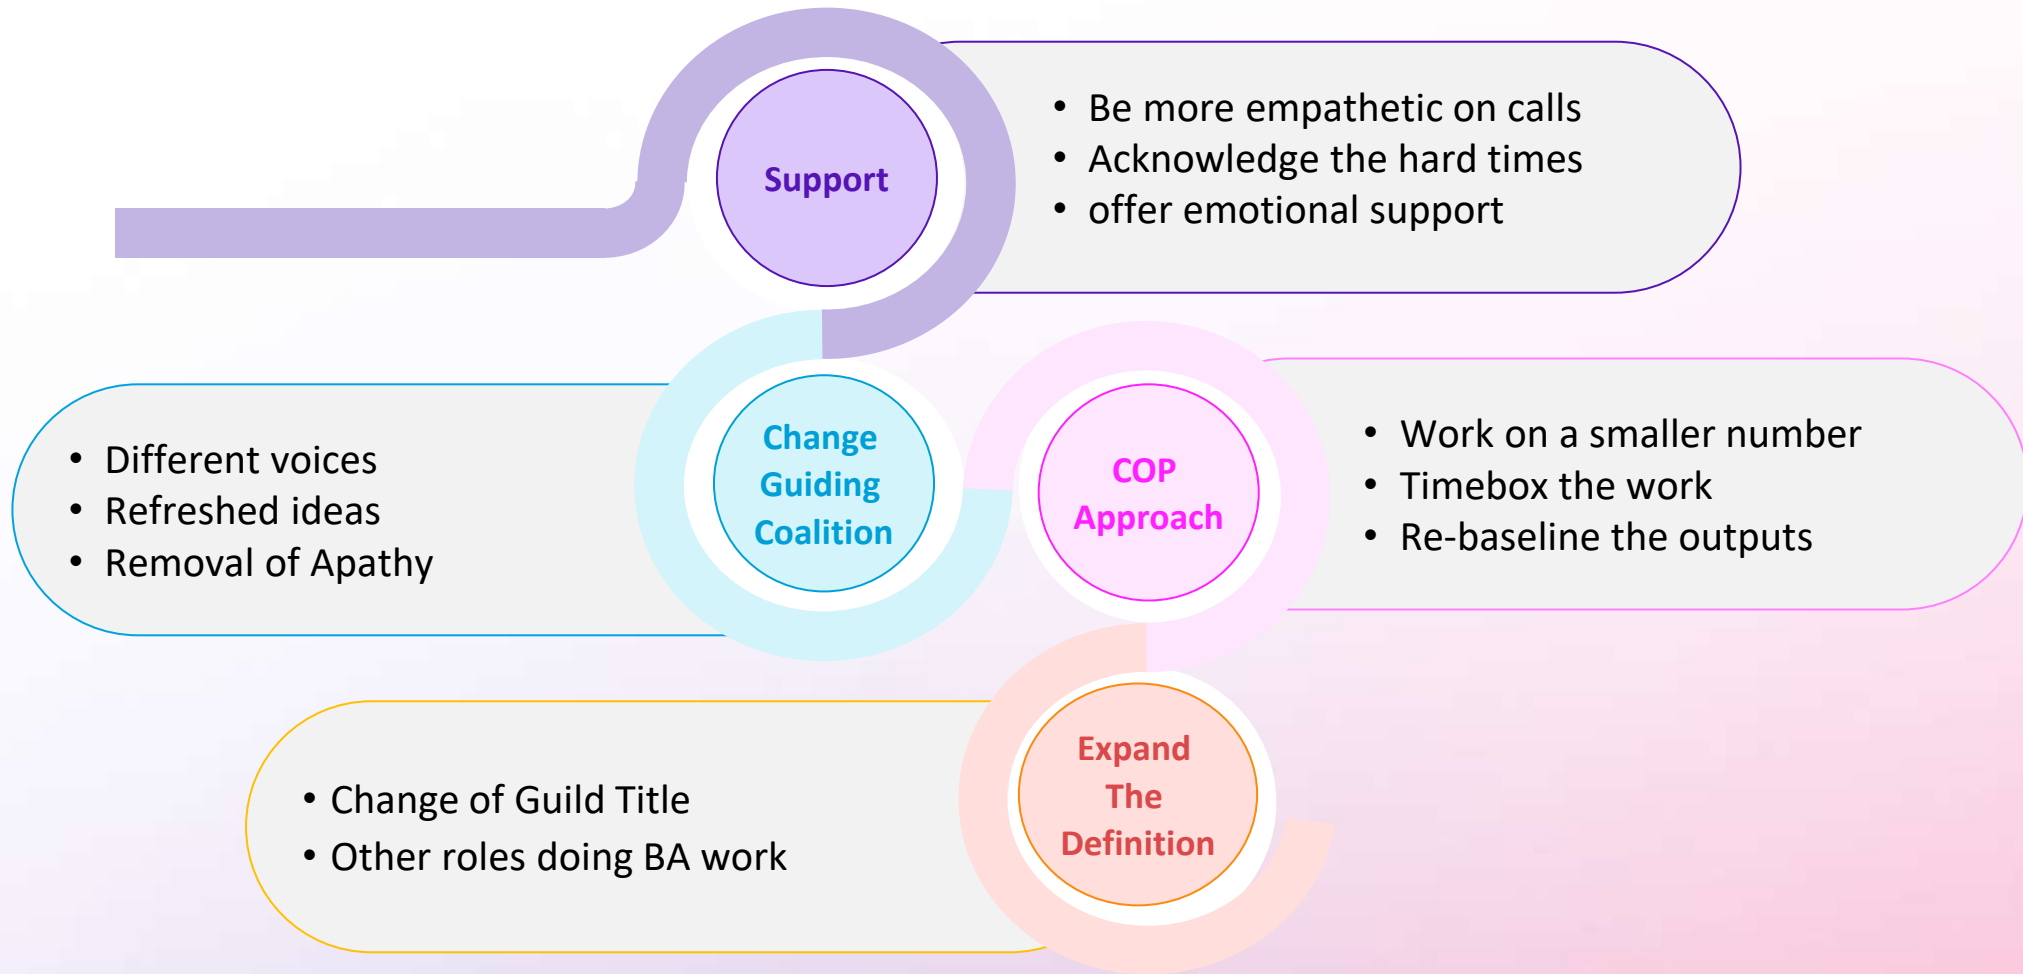 Support
• Be more empathetic on calls
• Acknowledge the hard times
• offer emotional support
Change
Guiding
Coalition
• Different voices
• Refreshed ideas
• Removal of Apathy
COP
Approach
• Work on a smaller number
• Timebox the work
• Re-baseline the outputs
Expand
The
Definition
• Change of Guild Title
• Other roles doing BA work